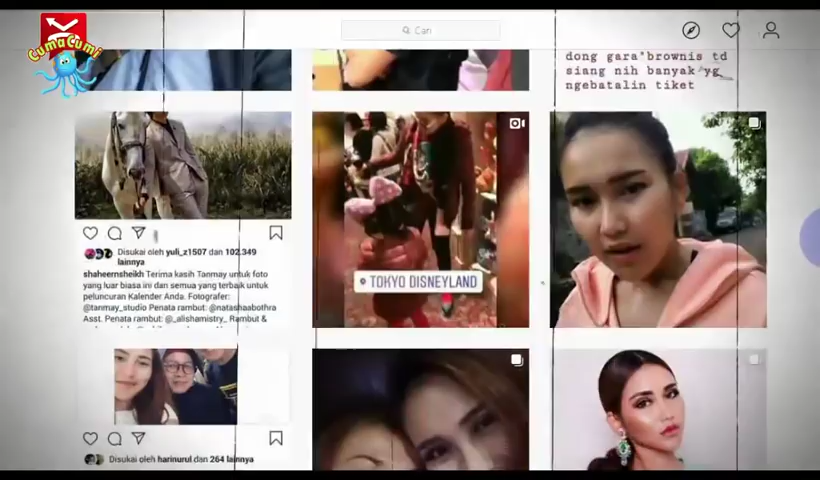 CumaCumi
Cari
dong gara"brownis td
siang nih banyak yg
ngebatalin tiket
Disukai oleh yuli_z1507 dan 102.349
lainnya
shaheernsheikh Terima kasih Tanmay untuk foto
yang luar biasa ini dan semua yang terbaik untuk
peluncuran Kalender Anda. Fotografer:
@tanmay_studio Penata rambut: @natashaabothra
Asst. Penata rambut: @_alishamistry_ Rambut &
TOKYO DISNEYLAND
Disukai oleh harinurul dan 264 lainnya